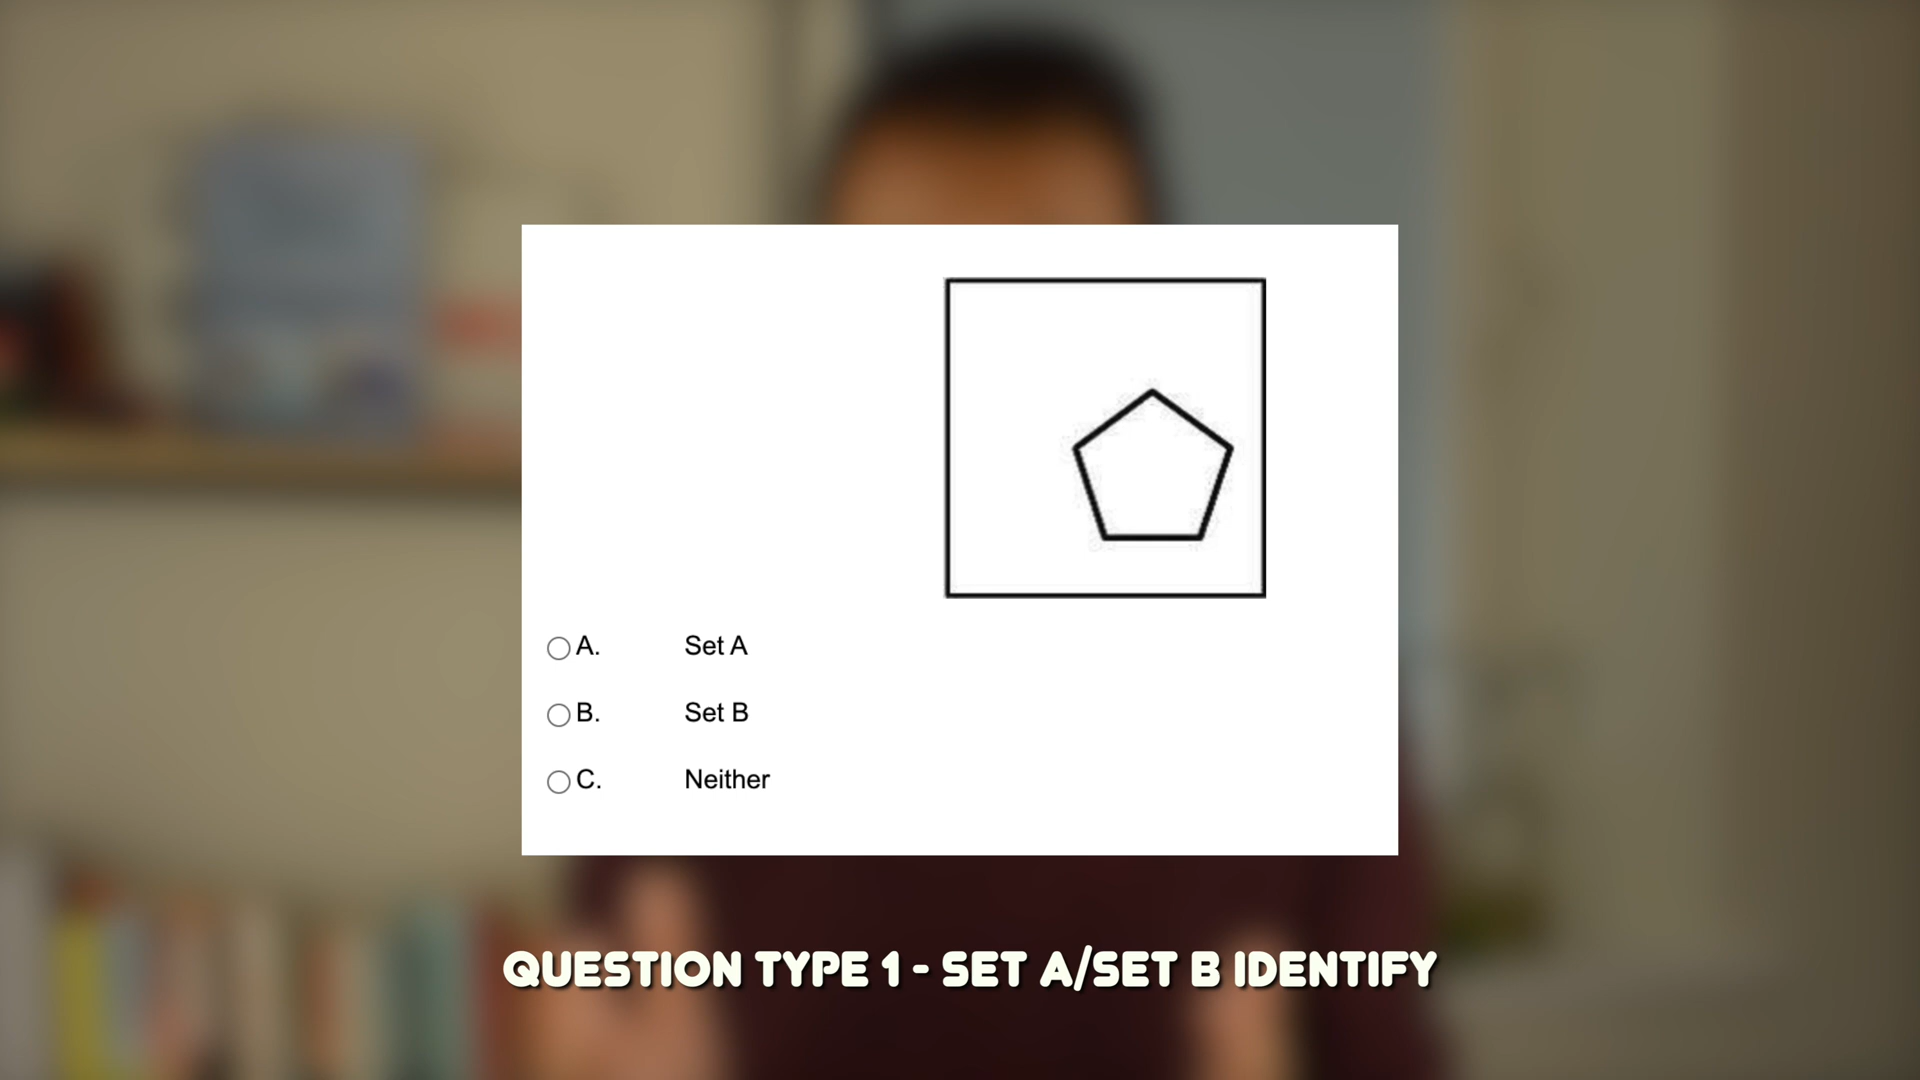 A. Set A
B. Set B
C. Neither
QUESTION TYPE 1 - SET A/SET B IDENTIFY